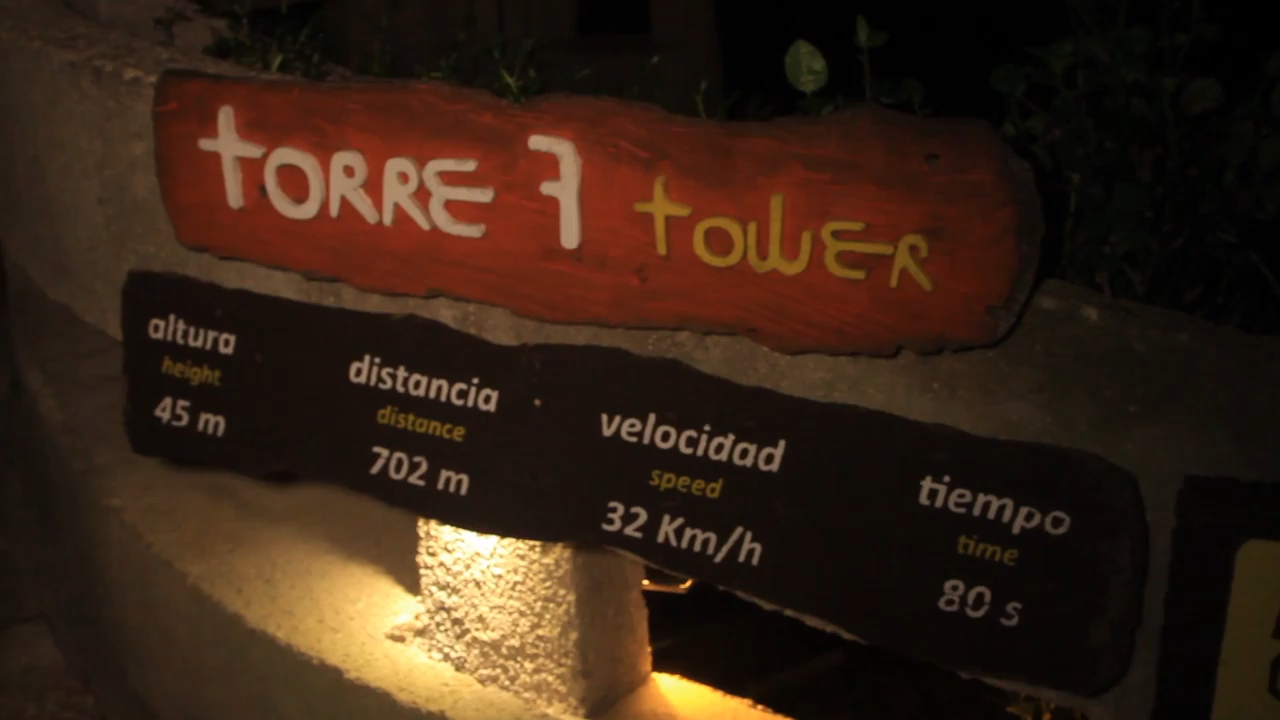 TORRE 7 TOWER
altura
height
45 m
distancia
distance
702 m
velocidad
speed
32 Km/h
tiempo
time
80 s